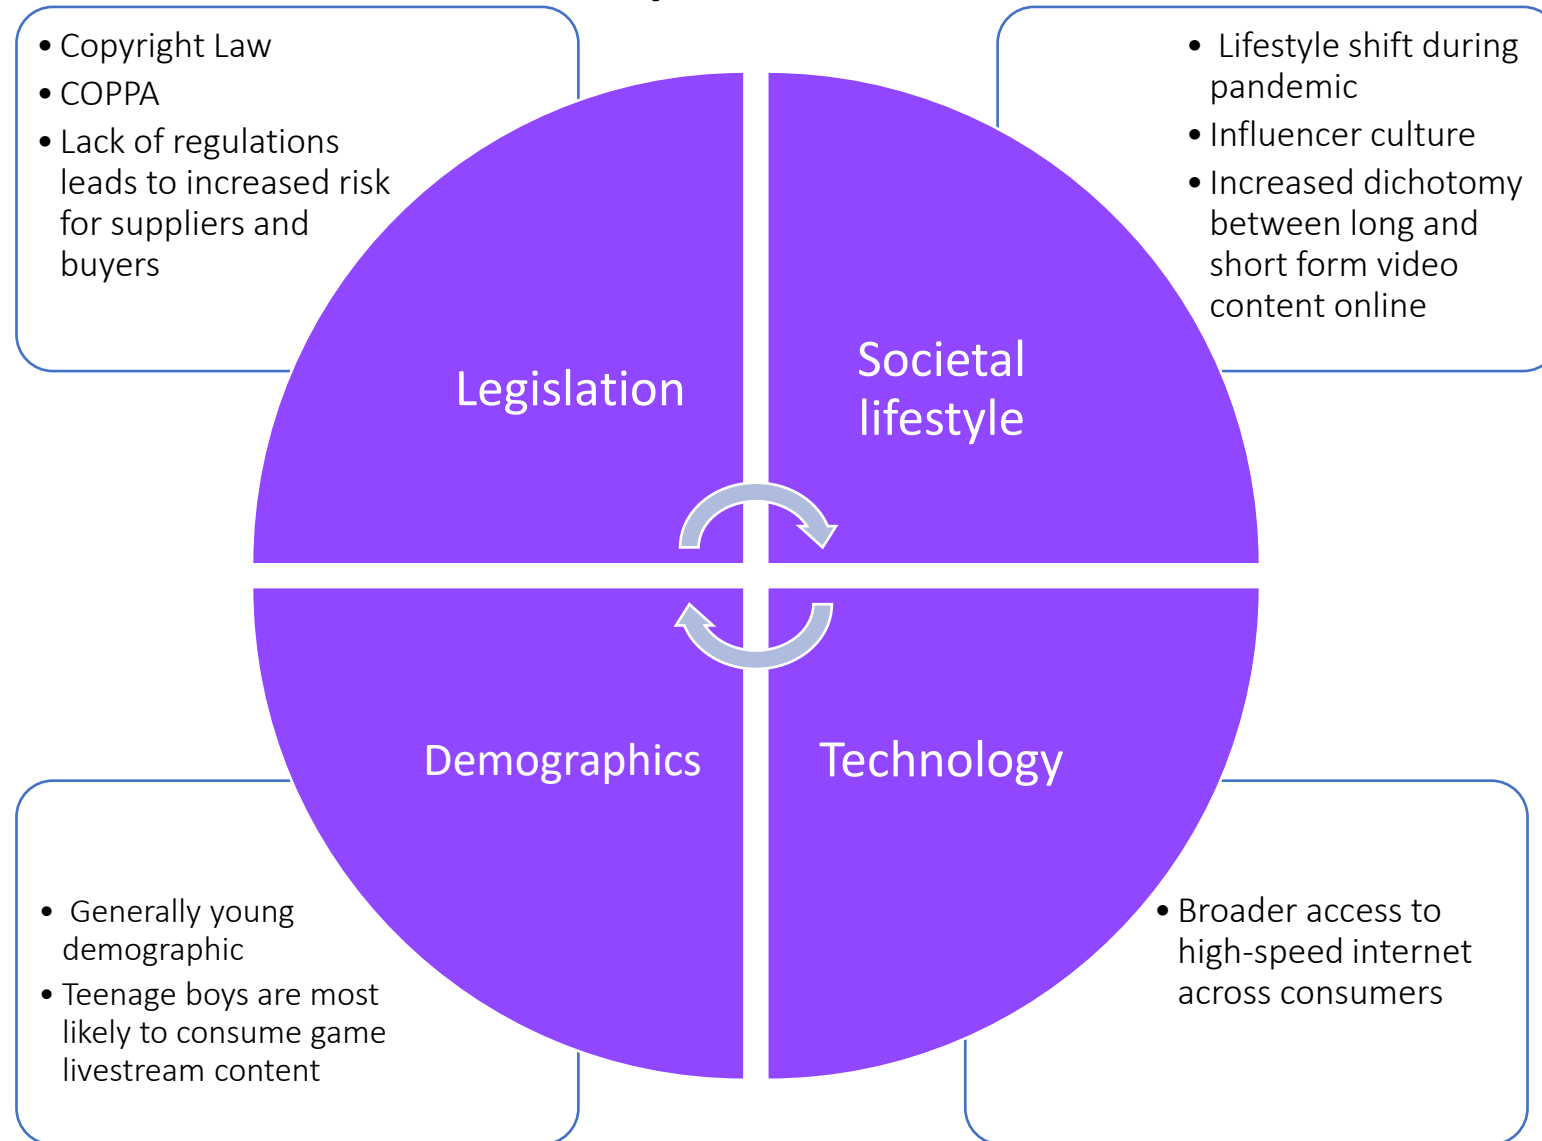 • Copyright Law
• COPPA
• Lack of regulations
leads to increased risk
for suppliers and
buyers
• Lifestyle shift during
pandemic
• Influencer culture
• Increased dichotomy
between long and
short form video
content online
Legislation
Societal
lifestyle
Demographics
Technology
• Generally young
demographic
• Teenage boys are most
likely to consume game
livestream content
• Broader access to
high-speed internet
across consumers